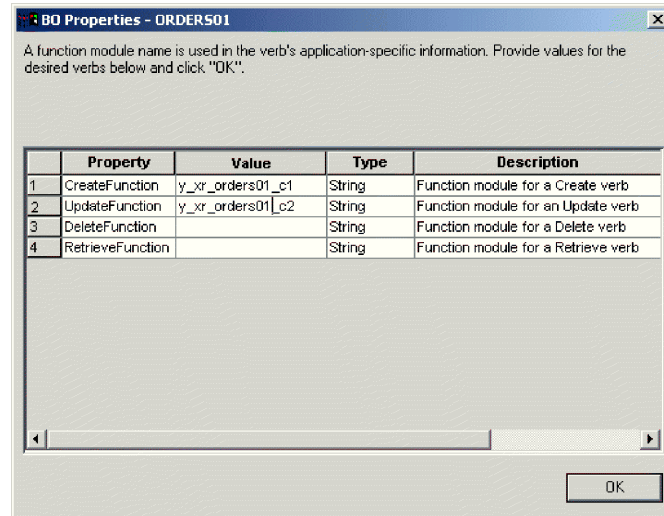 BO Properties - ORDERS01
A function module name is used in the verb's application-specific information. Provide values for the
desired verbs below and click "OK".
Property Value Type Description
1 CreateFunction y_xr_orders01_c1 String Function module for a Create verb
2 UpdateFunction y_xr_orders01_c2 String Function module for an Update verb
3 DeleteFunction String Function module for a Delete verb
4 RetrieveFunction String Function module for a Retrieve verb
OK